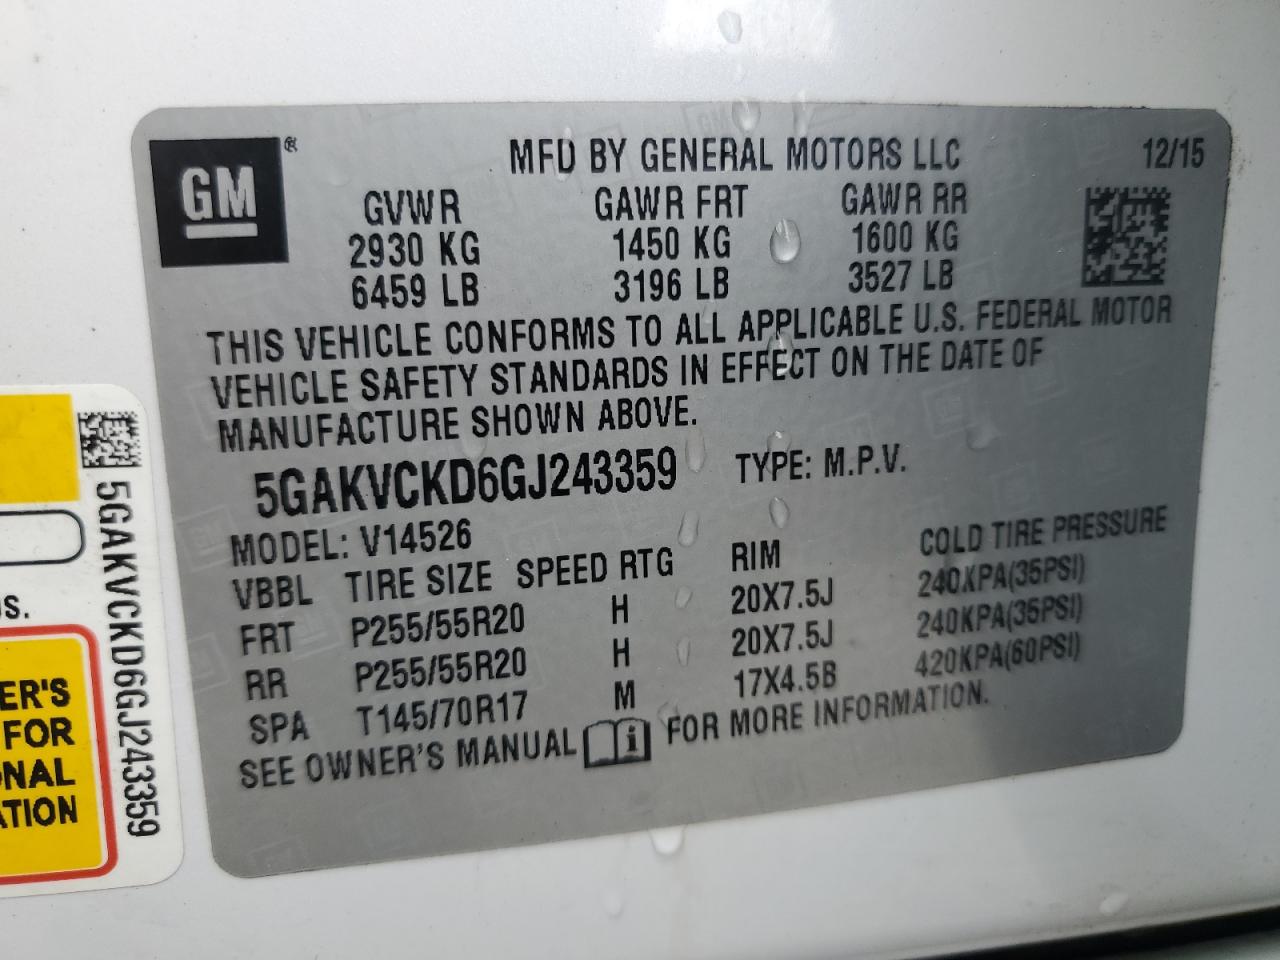 GM ®
MFD BY GENERAL MOTORS LLC 12/15
GVWR GAWR FRT GAWR RR
2930 KG 1450 KG 1600 KG
6459 LB 3196 LB 3527 LB
THIS VEHICLE CONFORMS TO ALL APPLICABLE U.S. FEDERAL MOTOR
VEHICLE SAFETY STANDARDS IN EFFECT ON THE DATE OF
MANUFACTURE SHOWN ABOVE.
5GAKVCKD6GJ243359 TYPE: M.P.V.
MODEL: V14526
VBBL TIRE SIZE SPEED RTG RIM COLD TIRE PRESSURE
FRT P255/55R20 H 20X7.5J 240KPA(35PSI)
RR P255/55R20 H 20X7.5J 240KPA(35PSI)
SPA T145/70R17 M 17X4.5B 420KPA(60PSI)
SEE OWNER'S MANUAL i FOR MORE INFORMATION.
5GAKVCKD6GJ243359
S.
ER'S
FOR
NAL
ATION